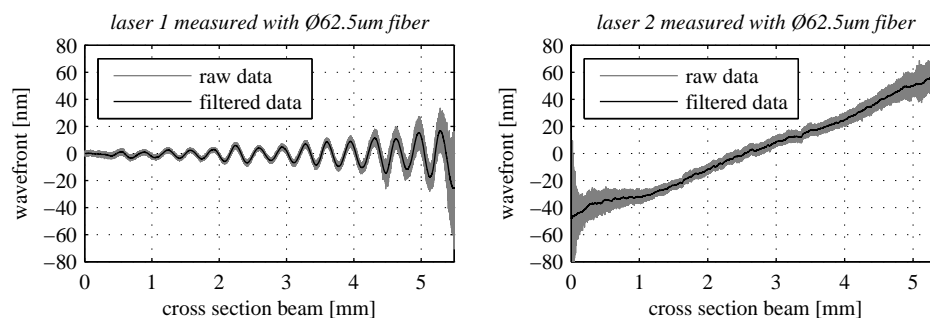 laser 1 measured with Ø62.5um fiber
80
60
40
20
0
−20
−40
−60
−80
wavefront [nm]
raw data
filtered data
0 1 2 3 4 5
cross section beam [mm]
laser 2 measured with Ø62.5um fiber
80
60
40
20
0
−20
−40
−60
−80
wavefront [nm]
raw data
filtered data
0 1 2 3 4 5
cross section beam [mm]